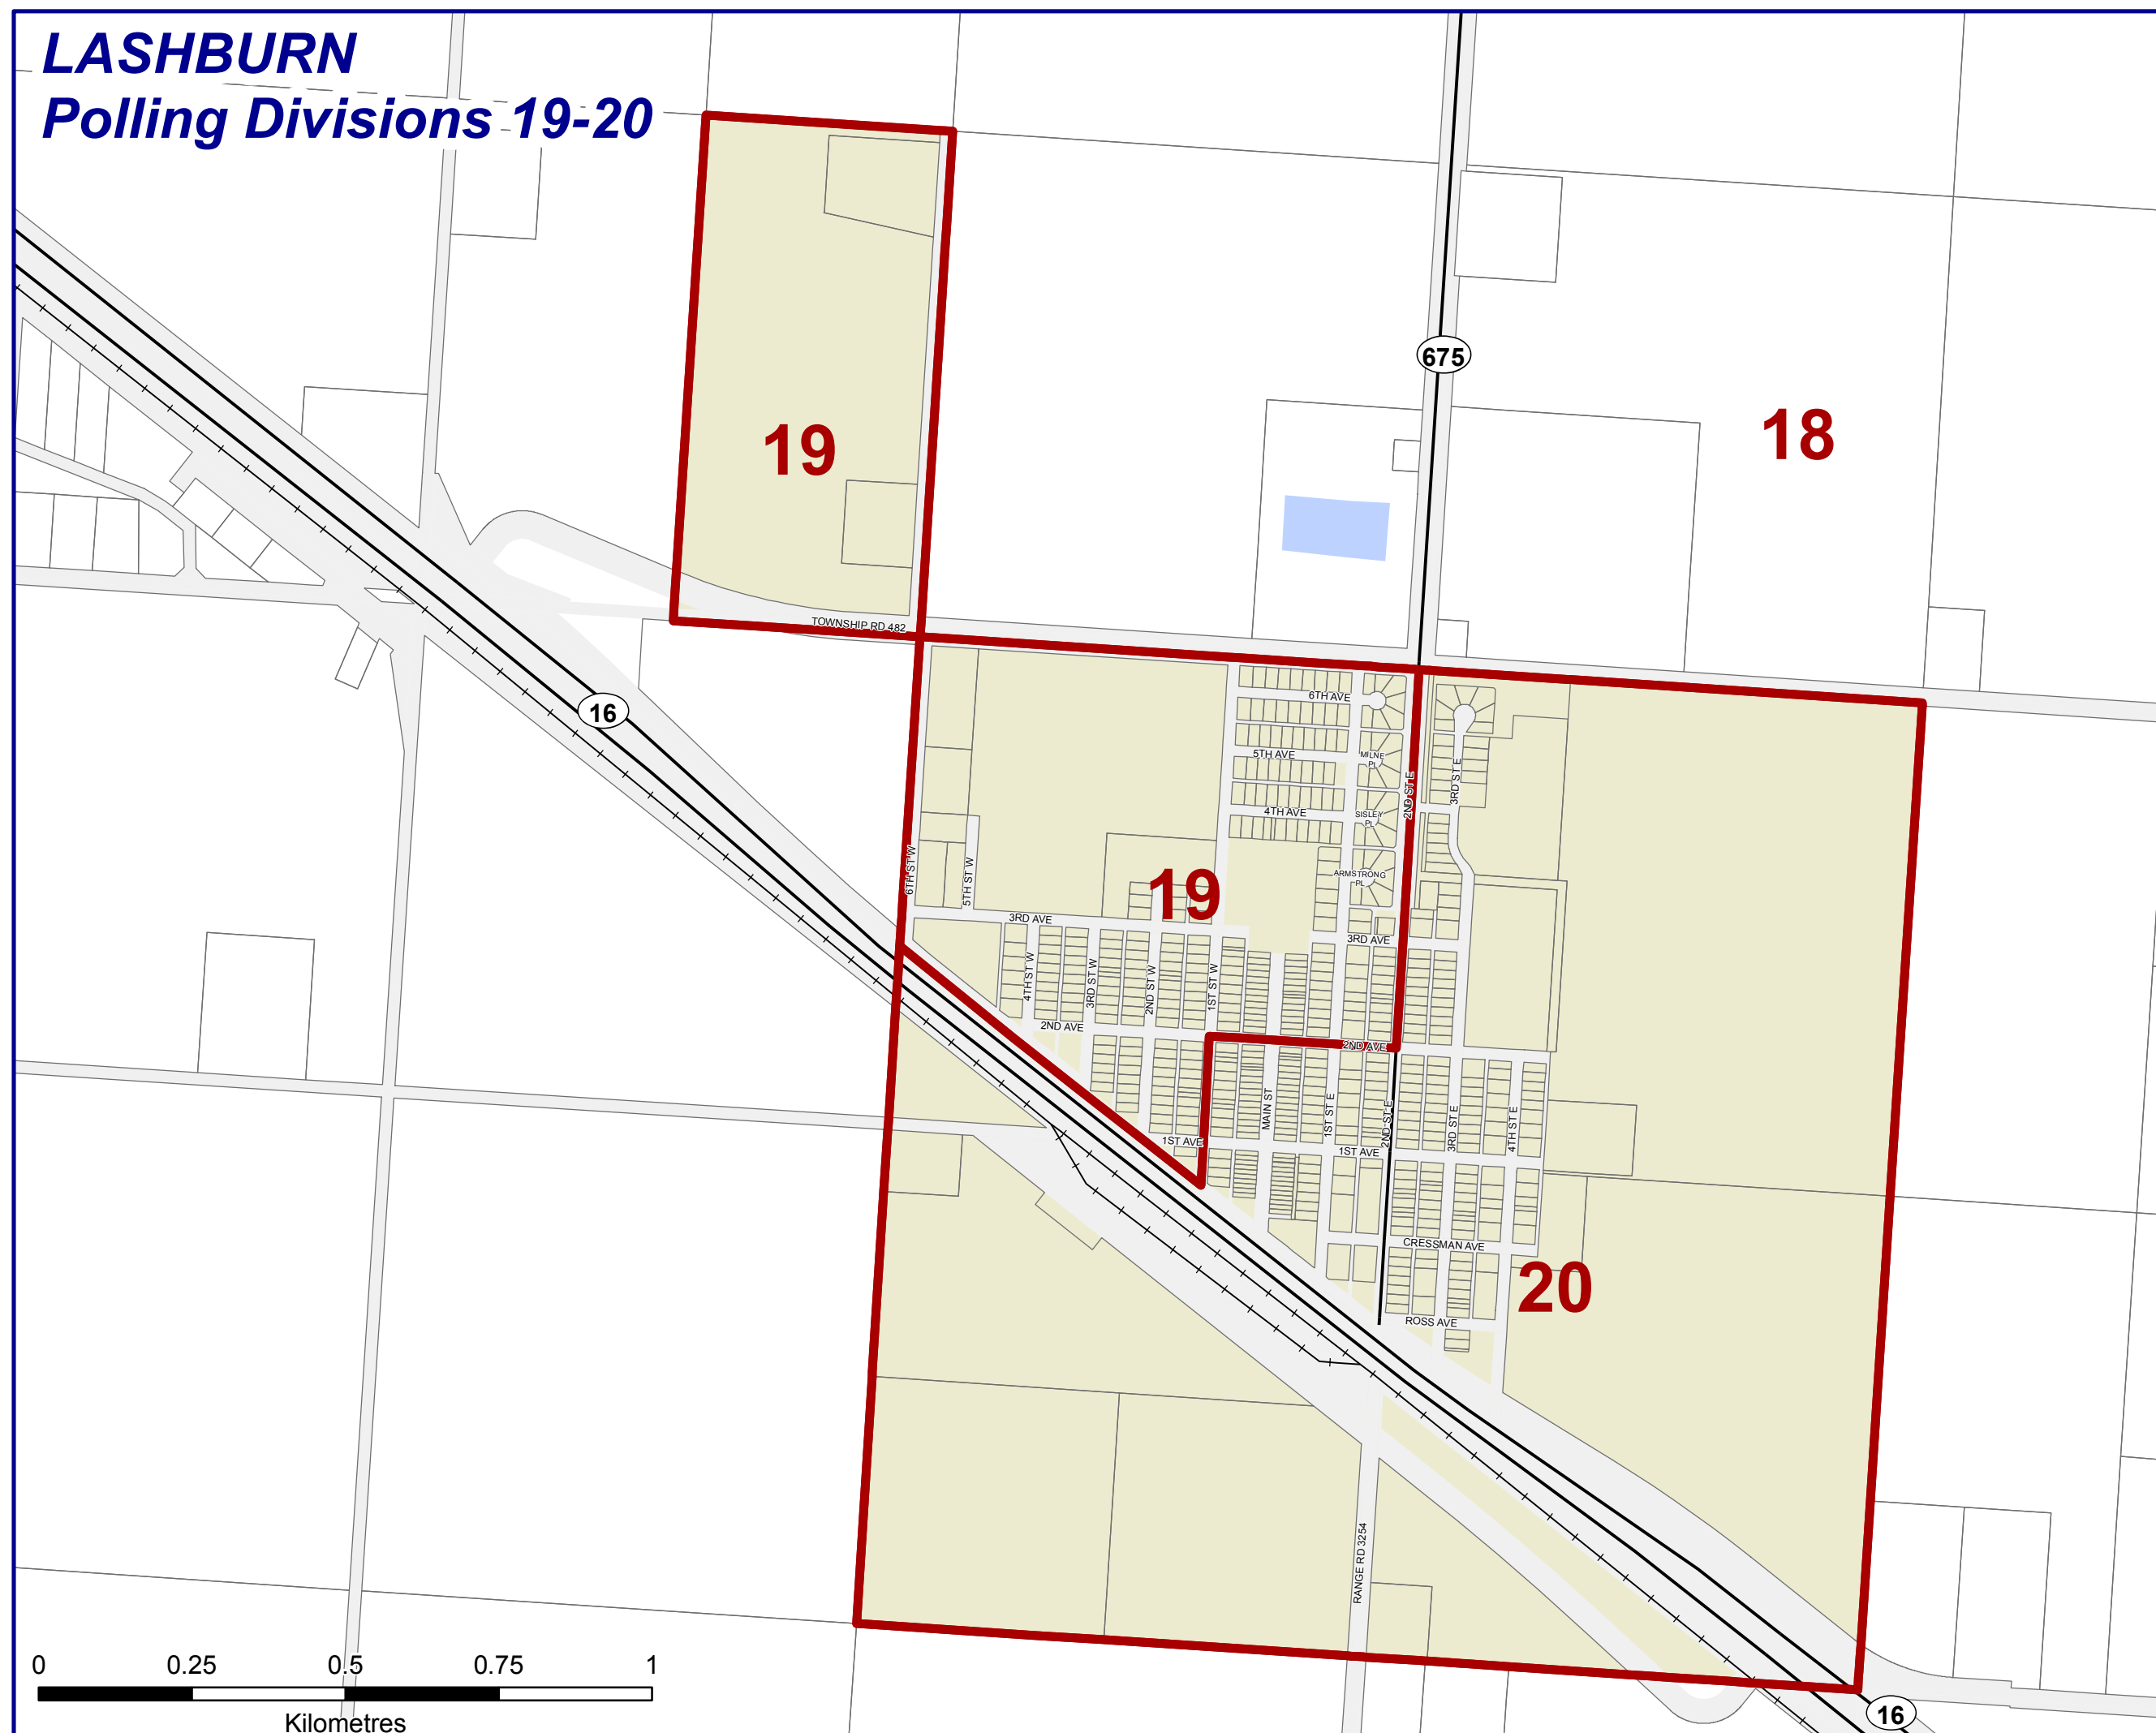 LASHBURN
Polling Divisions 19-20
675
18
19
TOWNSHIP RD 482
16
6TH AVE
5TH AVE
MILNE
PL
2ND ST E
3RD ST E
4TH AVE
SISLEY
PL
6TH ST W
5TH ST W
19
ARMSTRONG
PL
3RD AVE
3RD AVE
4TH ST W
3RD ST W
2ND ST W
1ST ST W
2ND AVE
2ND AVE
MAIN ST
1ST ST E
2ND ST E
3RD ST E
4TH ST E
1ST AVE
1ST AVE
CRESSMAN AVE
20
ROSS AVE
RANGE RD 3254
0 0.25 0.5 0.75 1
Kilometres
16